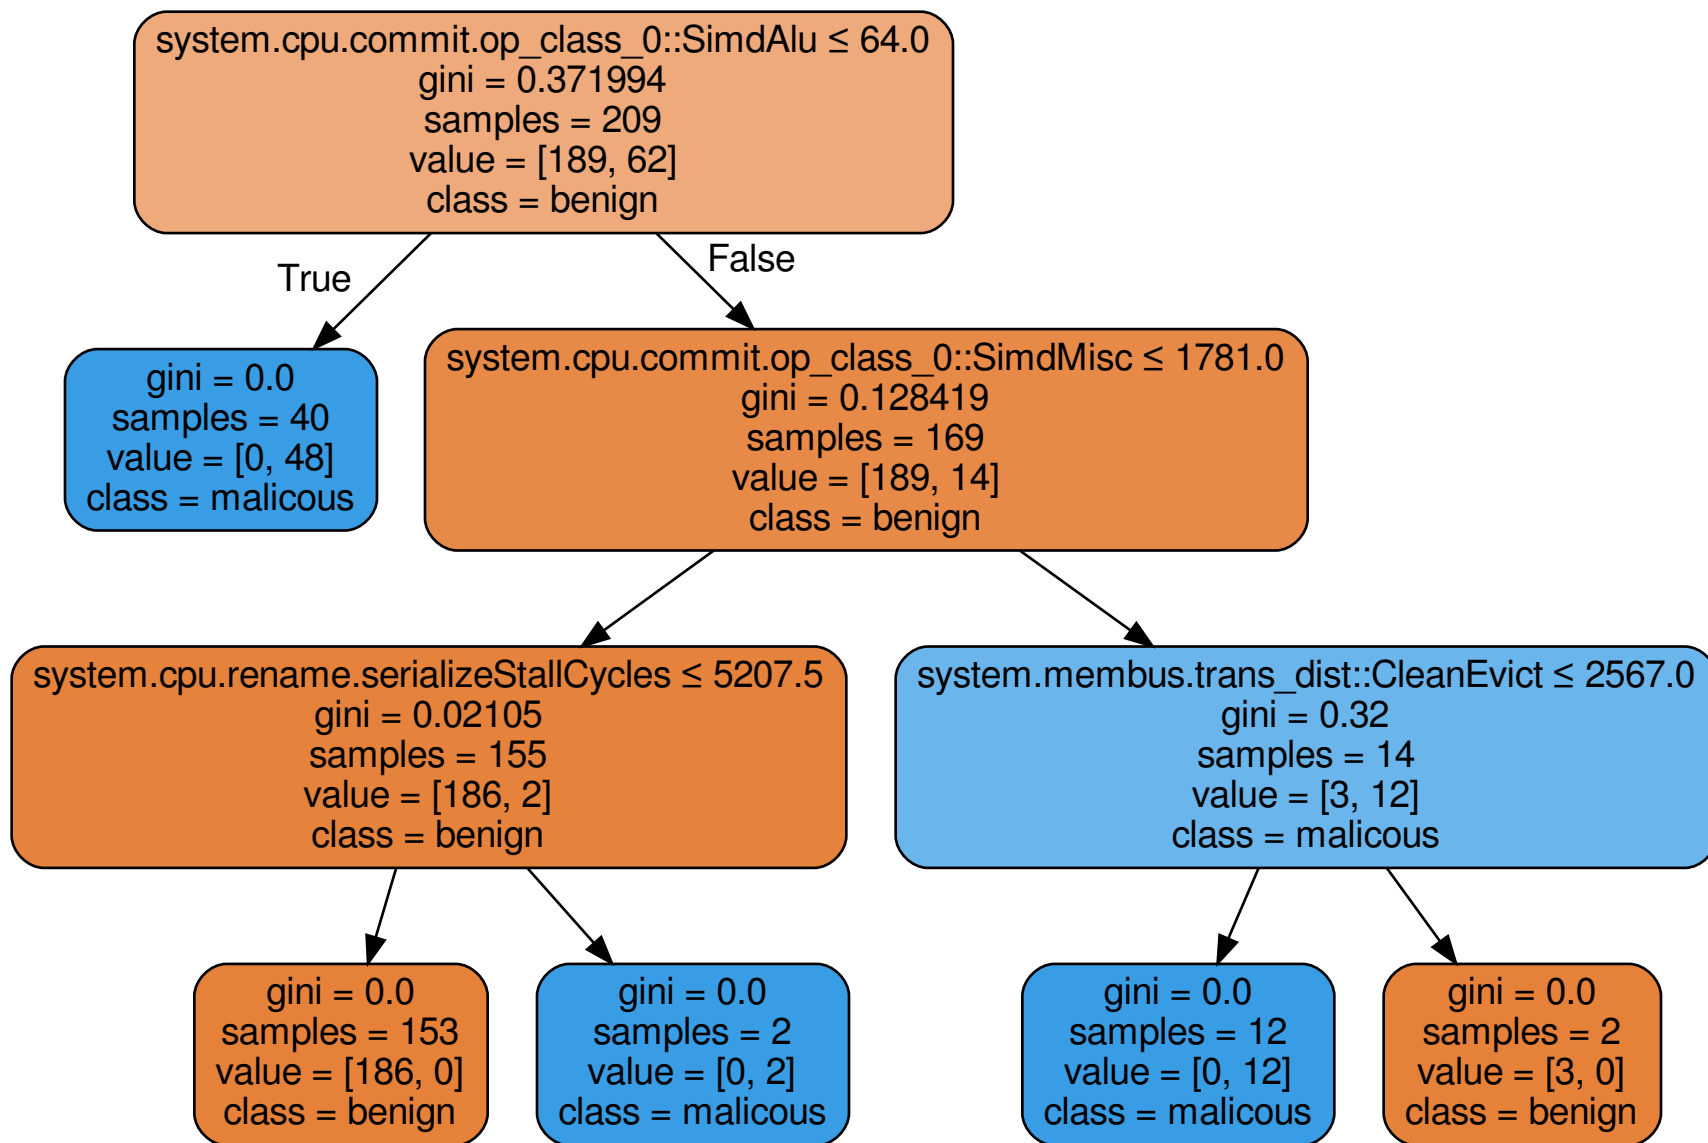 system.cpu.commit.op_class_0::SimdAlu ≤ 64.0
gini = 0.371994
samples = 209
value = [189, 62]
class = benign
True
False
gini = 0.0
samples = 40
value = [0, 48]
class = malicous
system.cpu.commit.op_class_0::SimdMisc ≤ 1781.0
gini = 0.128419
samples = 169
value = [189, 14]
class = benign
system.cpu.rename.serializeStallCycles ≤ 5207.5
gini = 0.02105
samples = 155
value = [186, 2]
class = benign
system.membus.trans_dist::CleanEvict ≤ 2567.0
gini = 0.32
samples = 14
value = [3, 12]
class = malicous
gini = 0.0
samples = 153
value = [186, 0]
class = benign
gini = 0.0
samples = 2
value = [0, 2]
class = malicous
gini = 0.0
samples = 12
value = [0, 12]
class = malicous
gini = 0.0
samples = 2
value = [3, 0]
class = benign